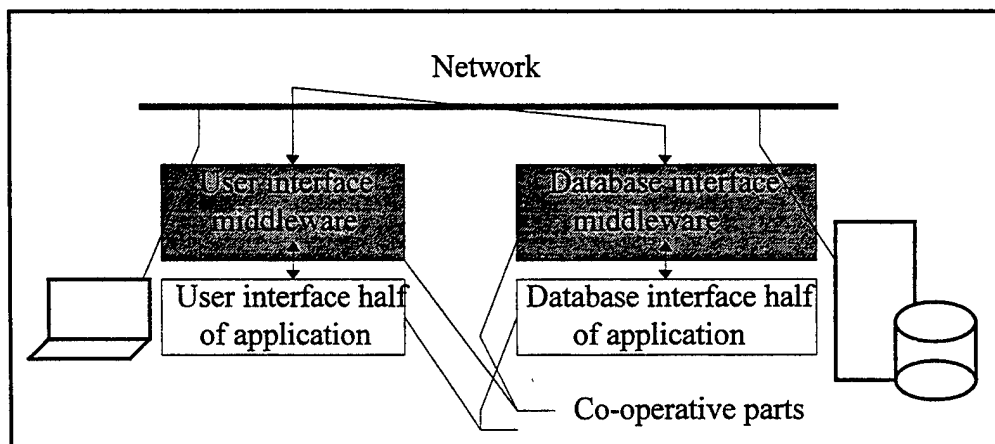 Network
User interface
middleware
Database interface
middleware
User interface half
of application
Database interface half
of application
Co-operative parts